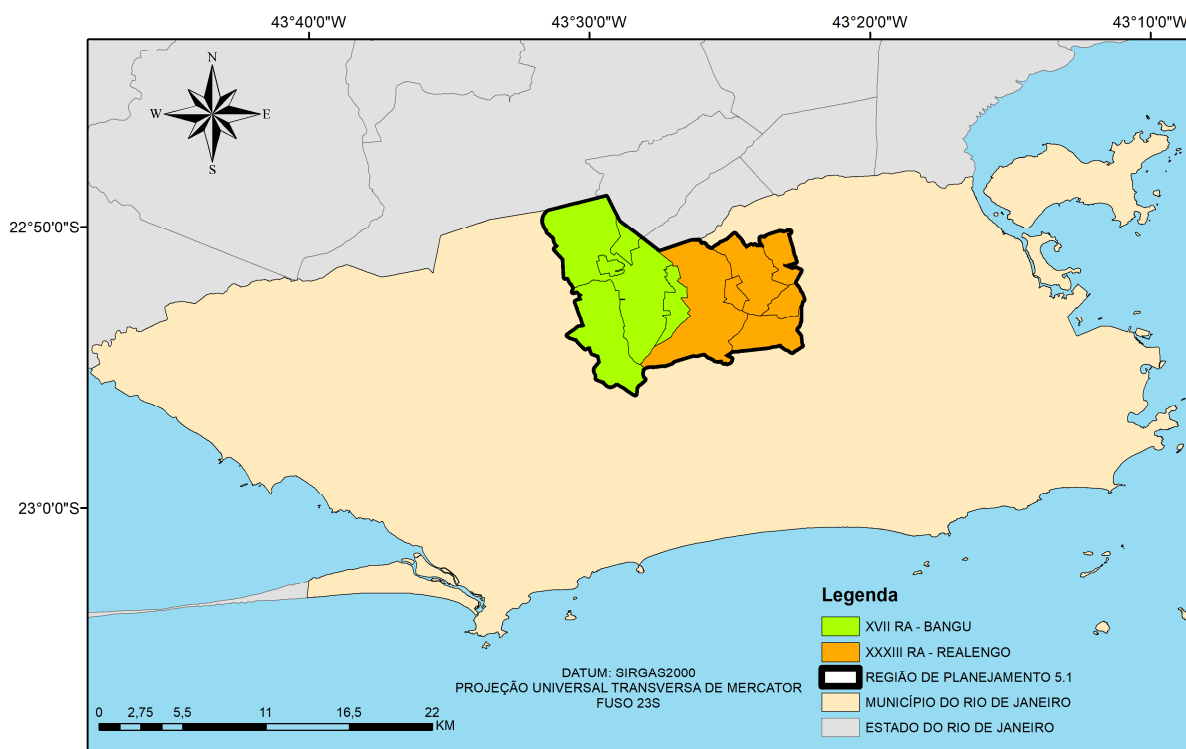 43°40'0"W
43°30'0"W
43°20'0"W
43°10'0"W
N
W
E
S
22°50'0"S
23°0'0"S
Legenda
XVII RA - BANGU
XXXIII RA - REALENGO
REGIÃO DE PLANEJAMENTO 5.1
MUNICÍPIO DO RIO DE JANEIRO
ESTADO DO RIO DE JANEIRO
DATUM: SIRGAS2000
PROJEÇÃO UNIVERSAL TRANSVERSA DE MERCATOR
FUSO 23S
0 2,75 5,5 11 16,5 22
KM